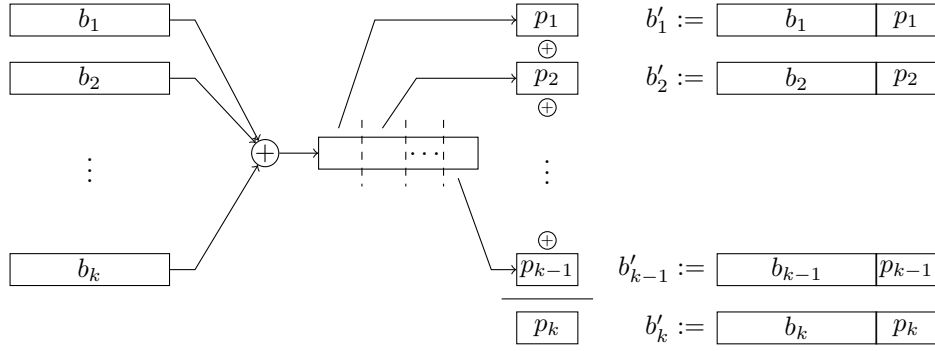 b₁ p₁ b′₁ := b₁ p₁
⊕
b₂ p₂ b′₂ := b₂ p₂
⊕
+ ⋯
⋮ ⋮
⊕
bₖ pₖ₋₁ b′ₖ₋₁ := bₖ₋₁ pₖ₋₁
pₖ b′ₖ := bₖ pₖ